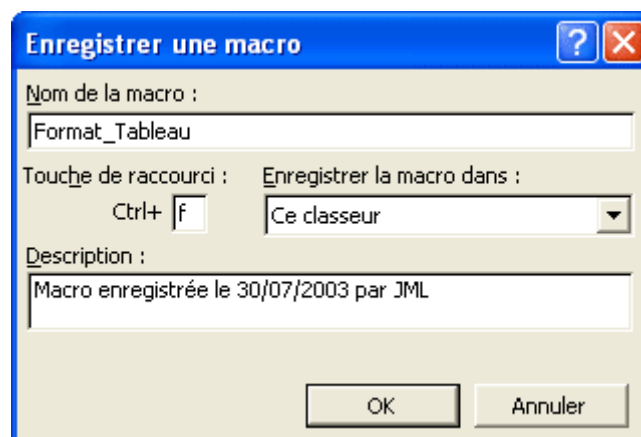 Enregistrer une macro
Nom de la macro :
Format_Tableau
Touche de raccourci : Enregistrer la macro dans :
Ctrl+ f Ce classeur
Description :
Macro enregistrée le 30/07/2003 par JML
OK Annuler